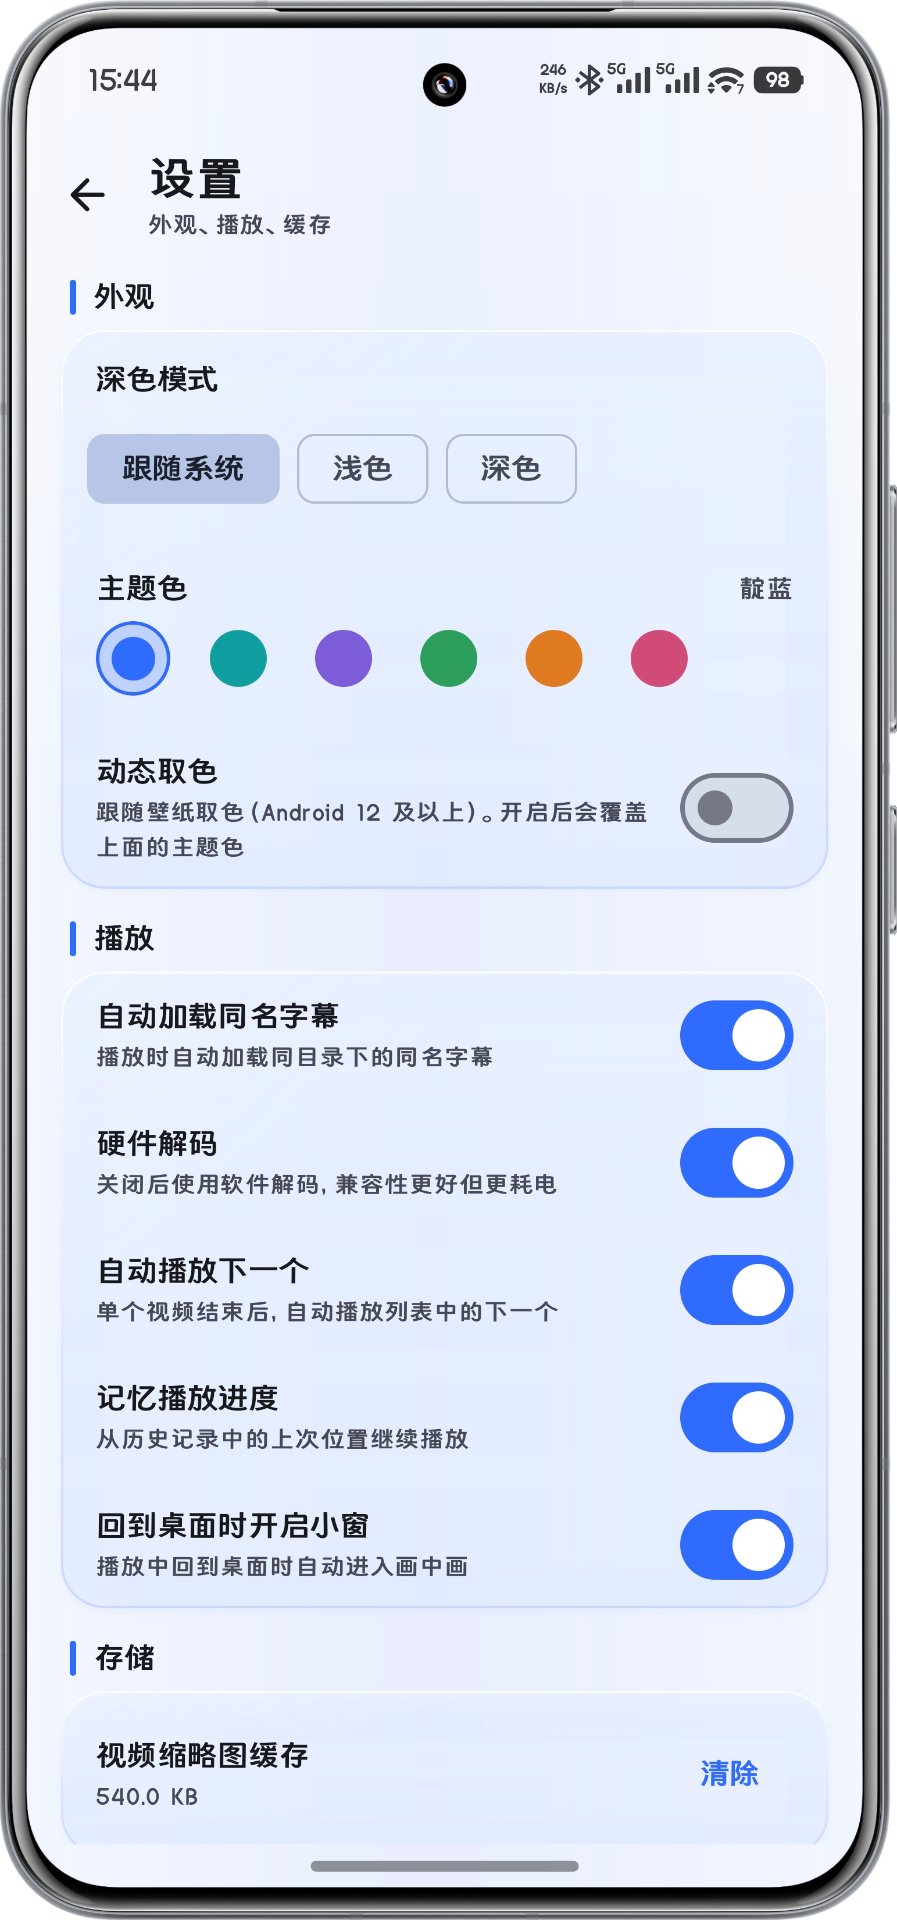 15:44
246 KB/s 5G 5G 7 98
设置
外观、播放、缓存
外观
深色模式
跟随系统 浅色 深色
主题色 靛蓝
动态取色
跟随壁纸取色 (Android 12 及以上)。开启后会覆盖
上面的主题色
播放
自动加载同名字幕
播放时自动加载同目录下的同名字幕
硬件解码
关闭后使用软件解码, 兼容性更好但更耗电
自动播放下一个
单个视频结束后, 自动播放列表中的下一个
记忆播放进度
从历史记录中的上次位置继续播放
回到桌面时开启小窗
播放中回到桌面时自动进入画中画
存储
视频缩略图缓存
540.0 KB
清除